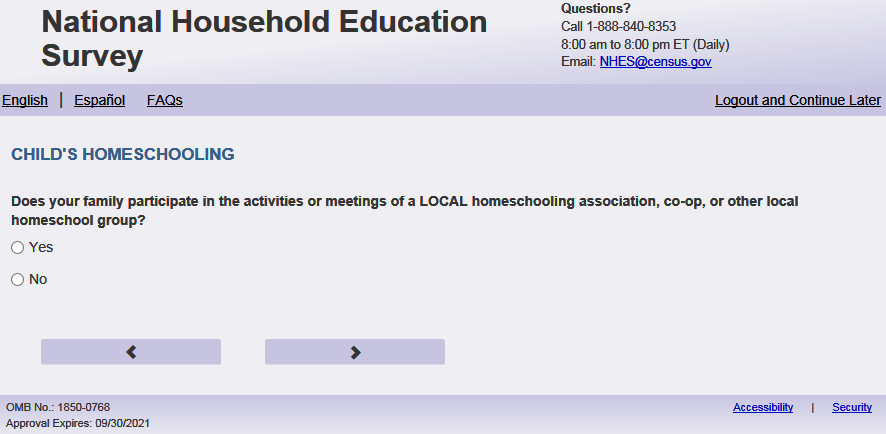 National Household Education
Survey
Questions?
Call 1-888-840-8353
8:00 am to 8:00 pm ET (Daily)
Email: NHES@census.gov
English | Español FAQs Logout and Continue Later
CHILD'S HOMESCHOOLING
Does your family participate in the activities or meetings of a LOCAL homeschooling association, co-op, or other local
homeschool group?
Yes
No
OMB No.: 1850-0768
Approval Expires: 09/30/2021
Accessibility | Security